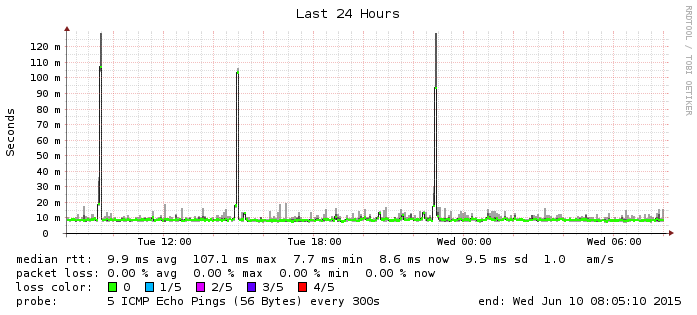 Last 24 Hours
RRDTOOL / TOBI OETIKER
Seconds
120 m
110 m
100 m
90 m
80 m
70 m
60 m
50 m
40 m
30 m
20 m
10 m
0
Tue 12:00 Tue 18:00 Wed 00:00 Wed 06:00
median rtt: 9.9 ms avg 107.1 ms max 7.7 ms min 8.6 ms now 9.5 ms sd 1.0 am/s
packet loss: 0.00 % avg 0.00 % max 0.00 % min 0.00 % now
loss color: 0 1/5 2/5 3/5 4/5
probe: 5 ICMP Echo Pings (56 Bytes) every 300s end: Wed Jun 10 08:05:10 2015